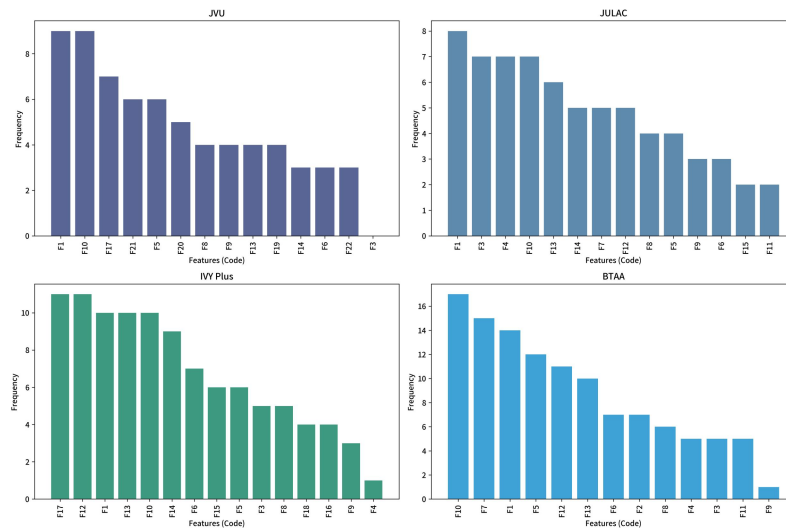 JVU
Frequency
8
6
4
2
0
F1 F10 F17 F21 F5 F20 F8 F9 F13 F19 F14 F6 F22 F3
Features (Code)
JULAC
Frequency
8
7
6
5
4
3
2
1
0
F1 F3 F4 F10 F13 F14 F7 F12 F8 F5 F9 F6 F15 F11
Features (Code)
IVY Plus
Frequency
10
8
6
4
2
0
F17 F12 F1 F13 F10 F14 F6 F15 F5 F3 F8 F18 F16 F9 F4
Features (Code)
BTAA
Frequency
16
14
12
10
8
6
4
2
0
F10 F7 F1 F5 F12 F13 F6 F2 F8 F4 F3 F11 F9
Features (Code)